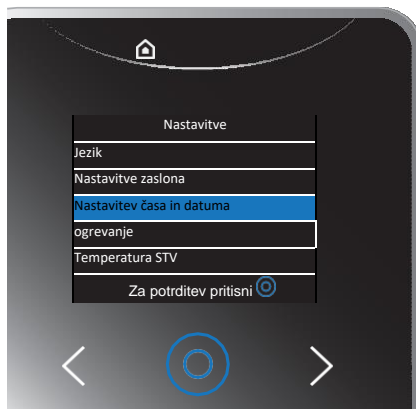 Nastavitve
Jezik
Nastavitve zaslona
Nastavitev časa in datuma
ogrevanje
Temperatura STV
Za potrditev pritisni